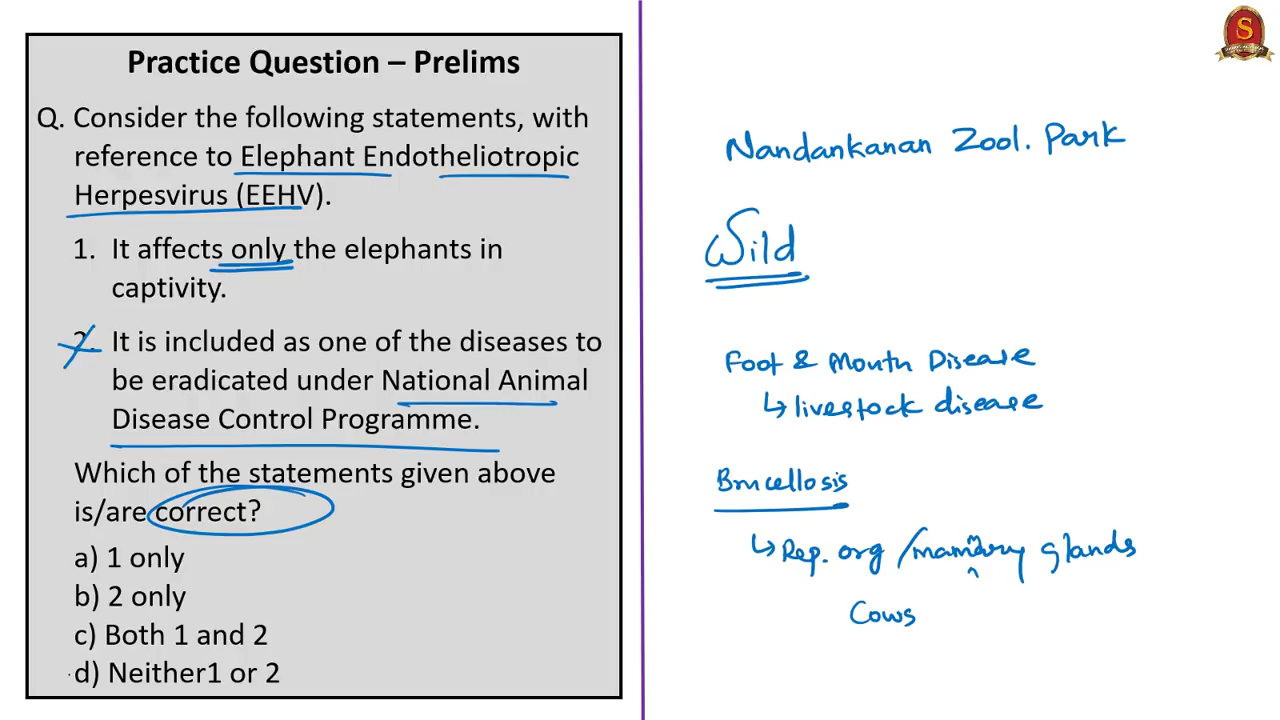 Practice Question – Prelims
Q. Consider the following statements, with
reference to Elephant Endotheliotropic
Herpesvirus (EEHV).
1. It affects only the elephants in
captivity.
2. It is included as one of the diseases to
be eradicated under National Animal
Disease Control Programme.
Which of the statements given above
is/are correct?
a) 1 only
b) 2 only
c) Both 1 and 2
d) Neither1 or 2
S
Nandankanan Zool. Park
Wild
Foot & Mouth Disease
↳ livestock disease
Brucellosis
↳ Rep. org /mammary glands
Cows